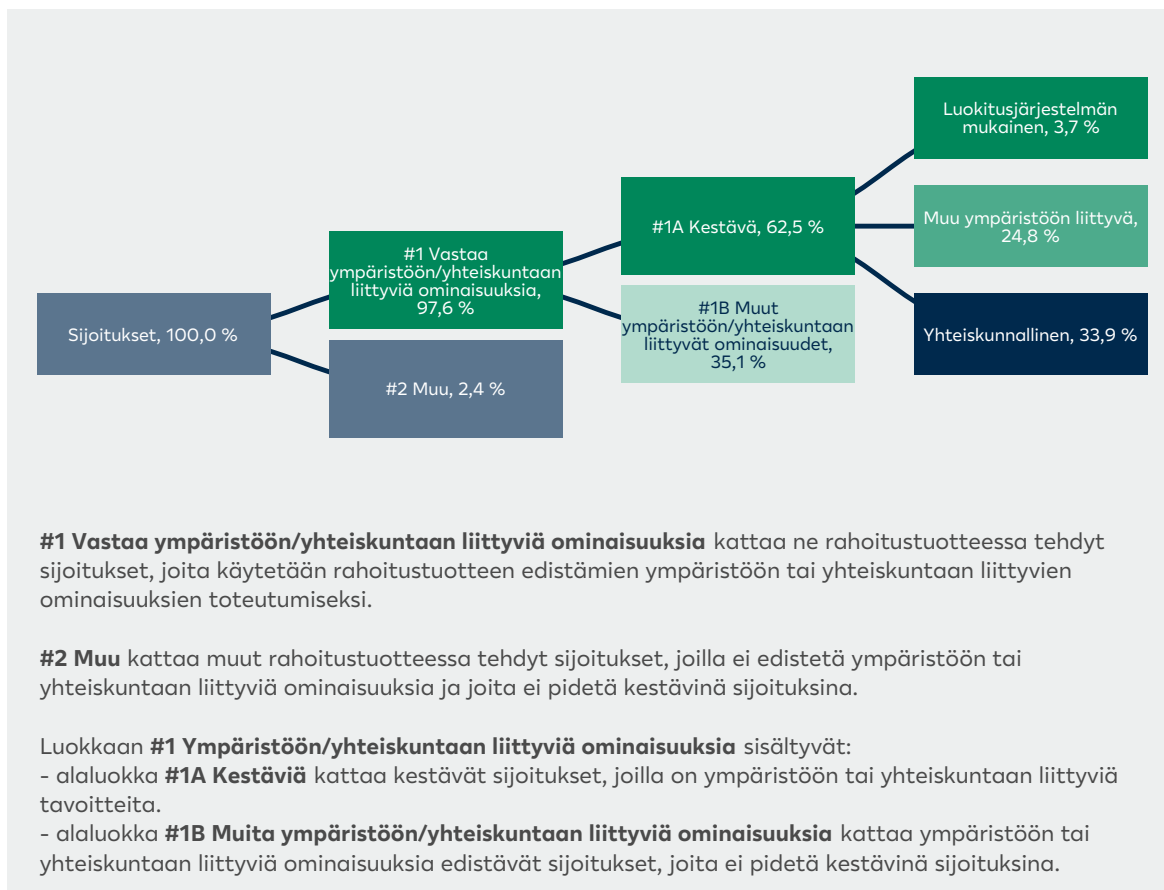 Luokitusjärjestelmän
mukainen, 3,7 %
#1A Kestävä, 62,5 %
Muu ympäristöön liittyvä,
24,8 %
#1 Vastaa
ympäristöön/yhteiskuntaan
liittyviä ominaisuuksia,
97,6 %
Sijoitukset, 100,0 %
#1B Muut
ympäristöön/yhteiskuntaan
liittyvät ominaisuudet,
35,1 %
Yhteiskunnallinen, 33,9 %
#2 Muu, 2,4 %
#1 Vastaa ympäristöön/yhteiskuntaan liittyviä ominaisuuksia kattaa ne rahoitustuotteessa tehdyt
sijoitukset, joita käytetään rahoitustuotteen edistämien ympäristöön tai yhteiskuntaan liittyvien
ominaisuuksien toteutumiseksi.
#2 Muu kattaa muut rahoitustuotteessa tehdyt sijoitukset, joilla ei edistetä ympäristöön tai
yhteiskuntaan liittyviä ominaisuuksia ja joita ei pidetä kestävinä sijoituksina.
Luokkaan #1 Ympäristöön/yhteiskuntaan liittyviä ominaisuuksia sisältyvät:
- alaluokka #1A Kestäviä kattaa kestävät sijoitukset, joilla on ympäristöön tai yhteiskuntaan liittyviä
tavoitteita.
- alaluokka #1B Muita ympäristöön/yhteiskuntaan liittyviä ominaisuuksia kattaa ympäristöön tai
yhteiskuntaan liittyviä ominaisuuksia edistävät sijoitukset, joita ei pidetä kestävinä sijoituksina.